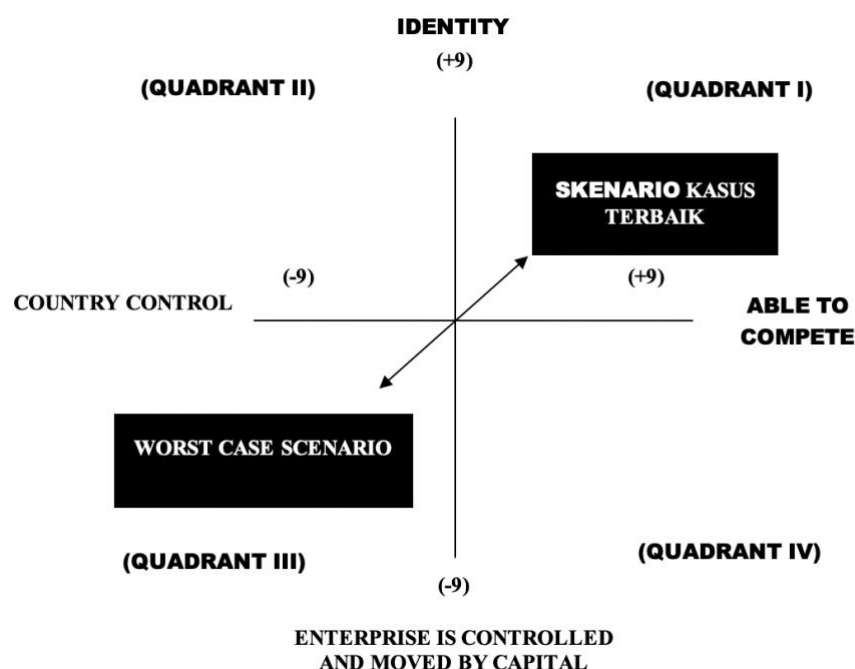 IDENTITY
(+9)
(QUADRANT II)
(QUADRANT I)
SKENARIO KASUS
TERBAIK
(-9)
(+9)
COUNTRY CONTROL
ABLE TO
COMPETE
WORST CASE SCENARIO
(QUADRANT III)
(QUADRANT IV)
(-9)
ENTERPRISE IS CONTROLLED
AND MOVED BY CAPITAL